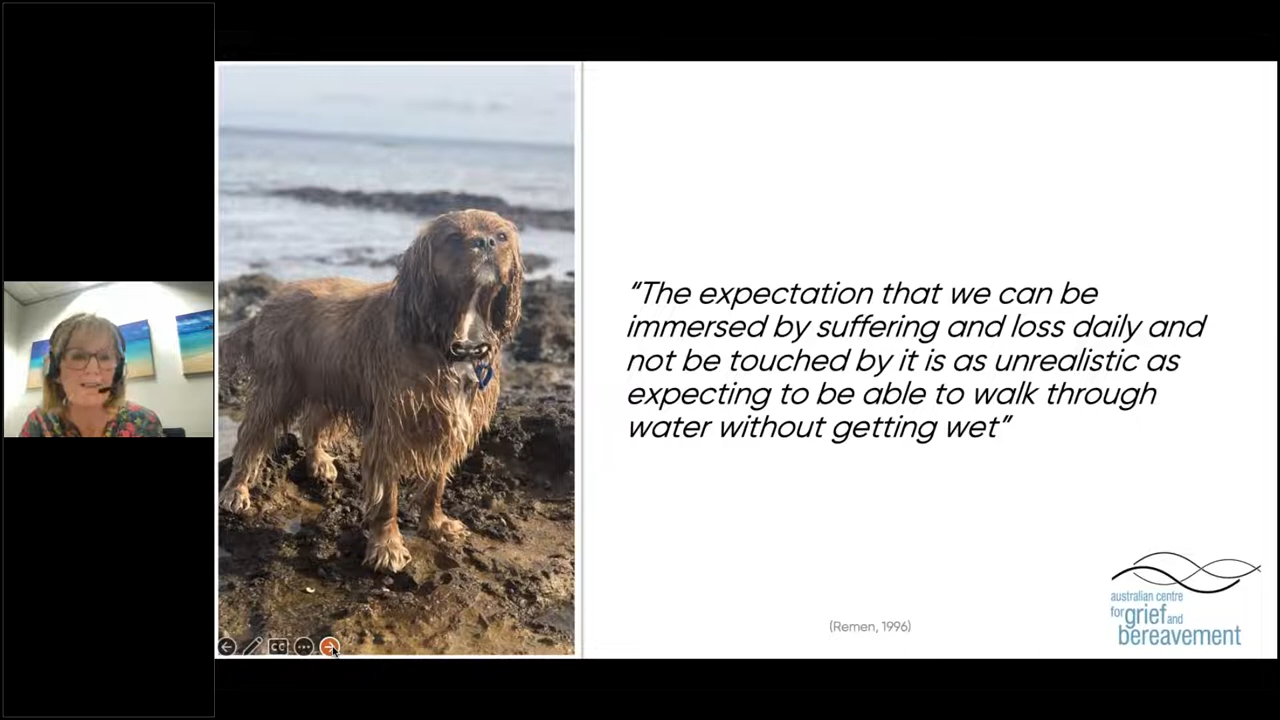 “The expectation that we can be
immersed by suffering and loss daily and
not be touched by it is as unrealistic as
expecting to be able to walk through
water without getting wet”
(Remen, 1996)
australian centre
for grief and
bereavement
CC